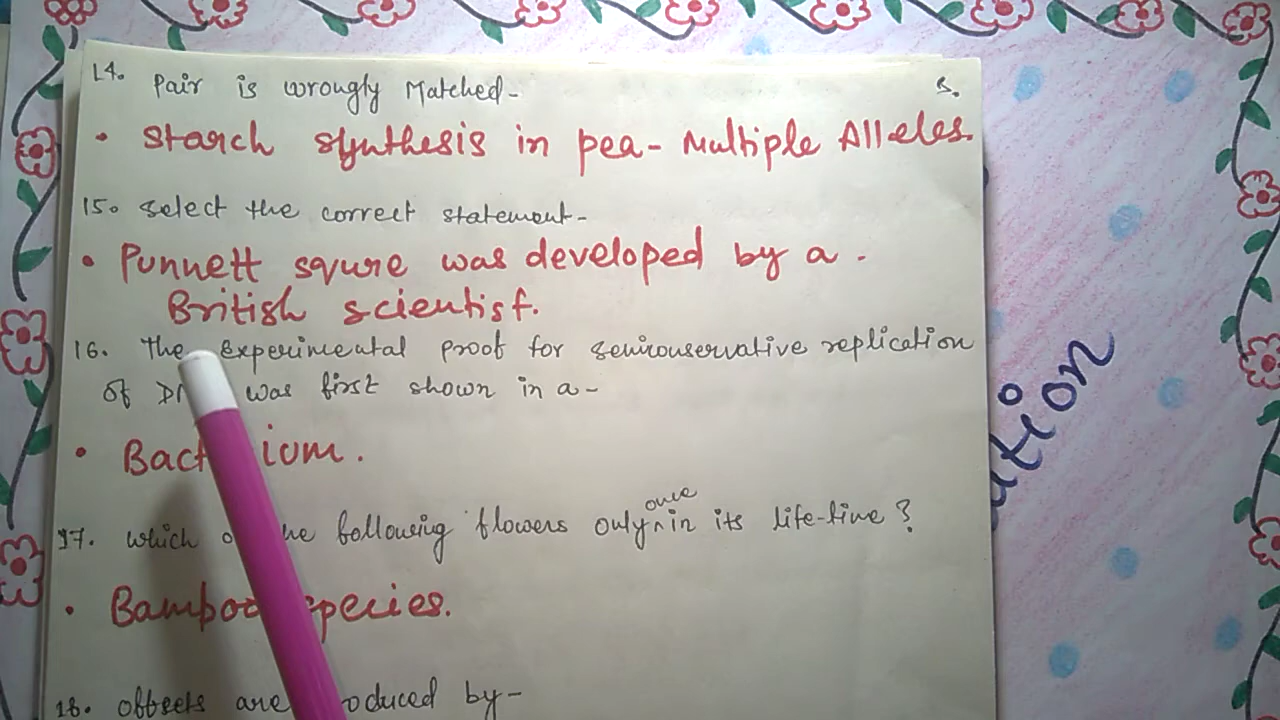 14. Pair is wrongly Matched-
S.
• Starch synthesis in pea- Multiple Alleles.
15. Select the correct statement-
• Punnett squre was developed by a.
British scientist.
16. The experimental proof for semiconservative replication
of was first shown in a-
•
17. which following flowers only ^ once in its life-time?
•
18. offsets are by-